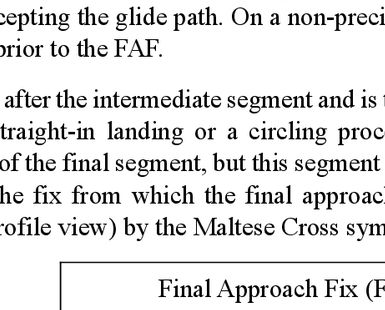 cepting the glide path. On a non-preci
prior to the FAF.
after the intermediate segment and is
traight-in landing or a circling proc
of the final segment, but this segment
he fix from which the final approach
rofile view) by the Maltese Cross sym
Final Approach Fix (F